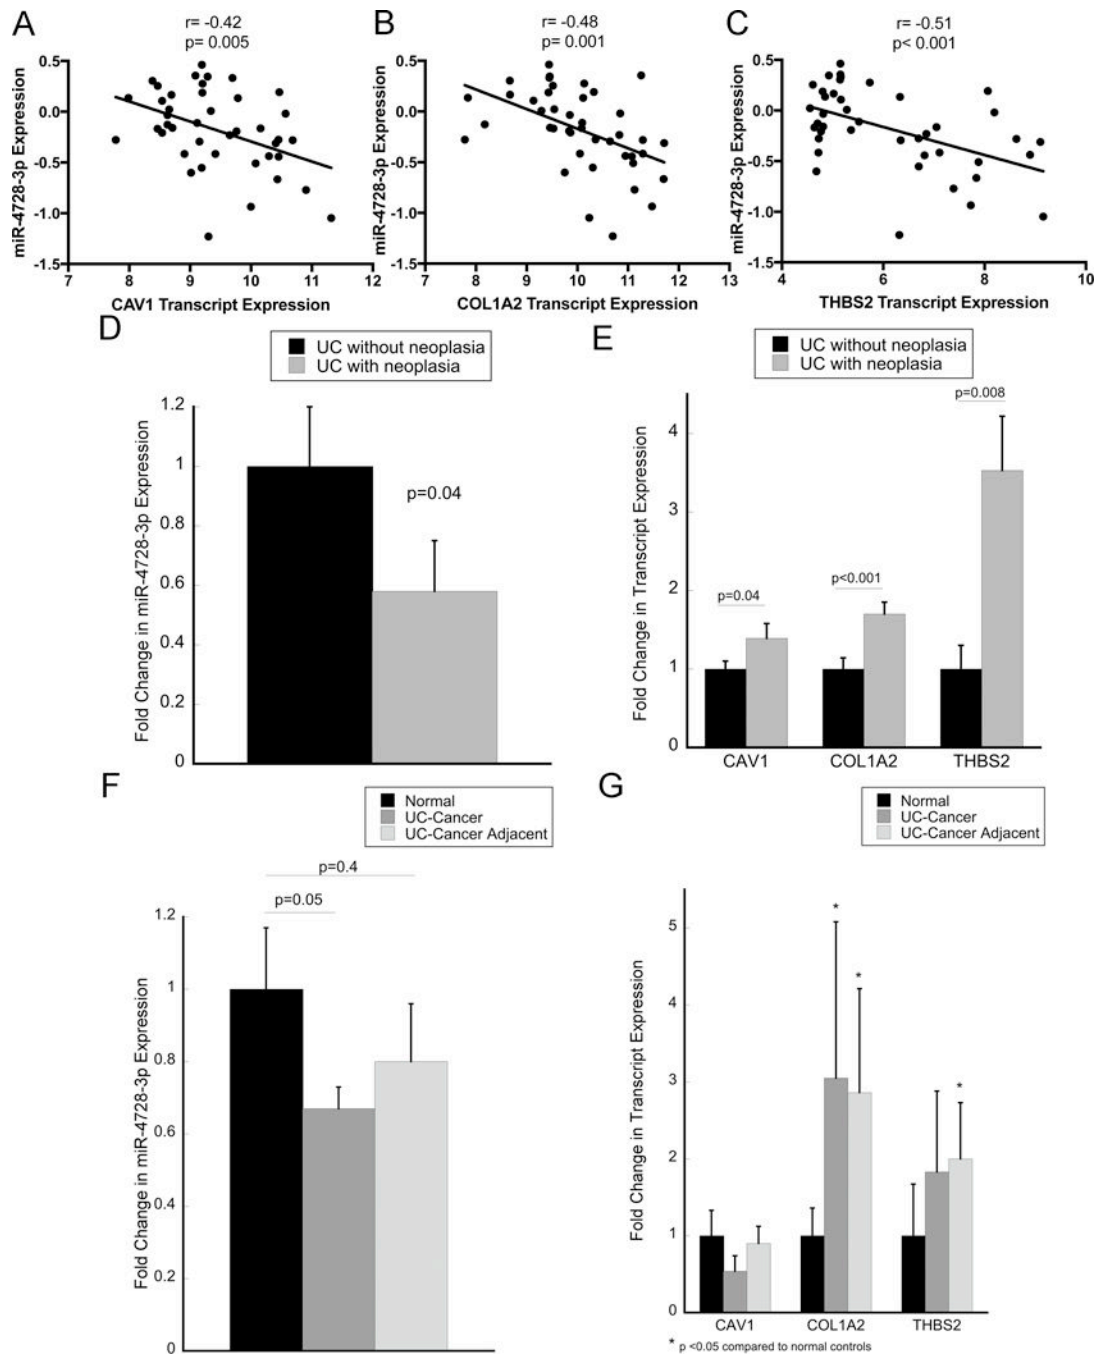 A
r= -0.42
p= 0.005
0.5
0.0
-0.5
-1.0
-1.5
miR-4728-3p Expression
7 8 9 10 11 12
CAV1 Transcript Expression
B
r= -0.48
p= 0.001
0.5
0.0
-0.5
-1.0
-1.5
miR-4728-3p Expression
7 8 9 10 11 12 13
COL1A2 Transcript Expression
C
r= -0.51
p< 0.001
0.5
0.0
-0.5
-1.0
-1.5
miR-4728-3p Expression
4 6 8 10
THBS2 Transcript Expression
D
UC without neoplasia
UC with neoplasia
1.2
1
0.8
0.6
0.4
0.2
0
Fold Change in miR-4728-3p Expression
p=0.04
E
UC without neoplasia
UC with neoplasia
4
3
2
1
0
Fold Change in Transcript Expression
p=0.04
p<0.001
p=0.008
CAV1 COL1A2 THBS2
F
Normal
UC-Cancer
UC-Cancer Adjacent
p=0.4
p=0.05
1.2
1
0.8
0.6
0.4
0.2
0
Fold Change in miR-4728-3p Expression
G
Normal
UC-Cancer
UC-Cancer Adjacent
5
4
3
2
1
0
Fold Change in Transcript Expression
*
*
*
CAV1 COL1A2 THBS2
* p <0.05 compared to normal controls